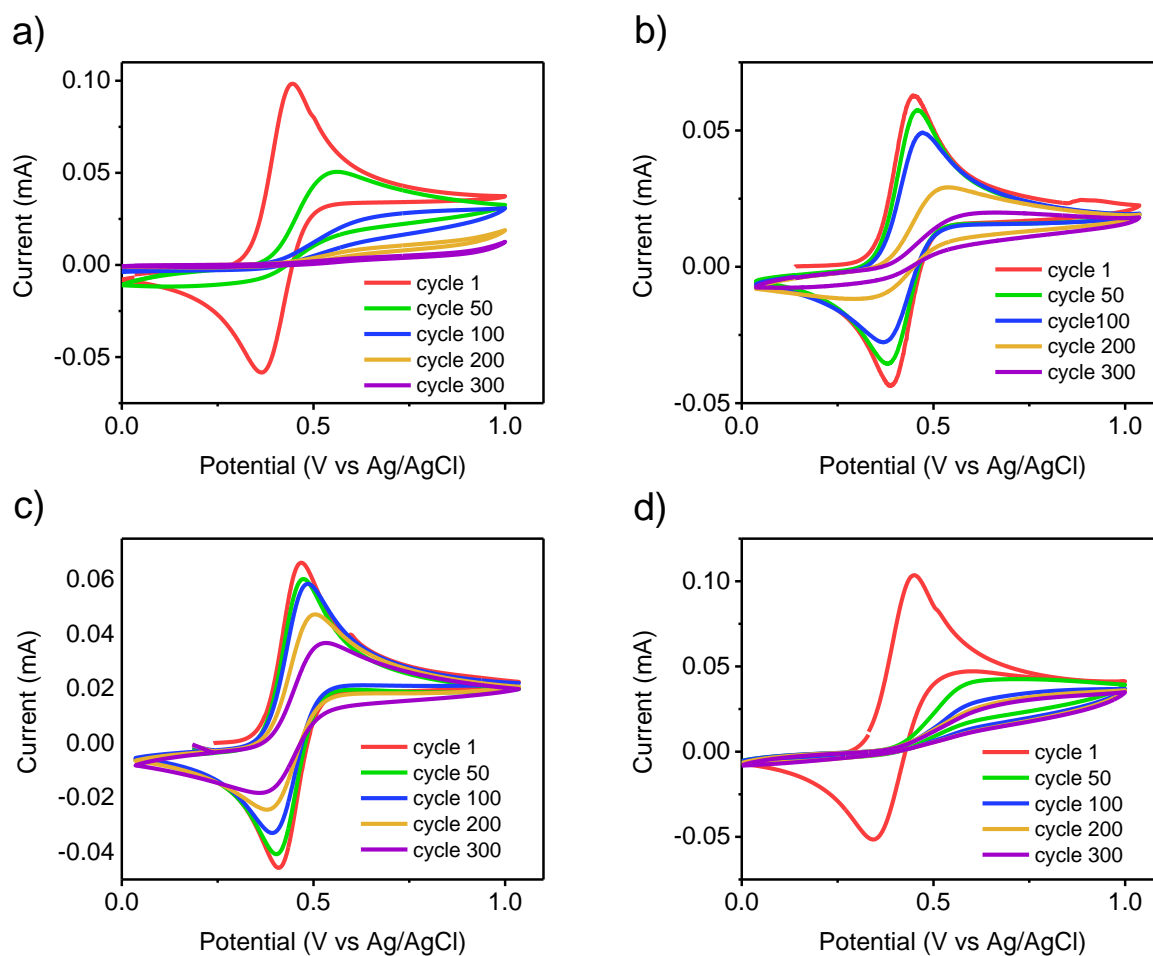 a)
0.10
0.05
0.00
-0.05
Current (mA)
cycle 1
cycle 50
cycle 100
cycle 200
cycle 300
0.0
0.5
1.0
Potential (V vs Ag/AgCl)
b)
0.05
0.00
-0.05
Current (mA)
cycle 1
cycle 50
cycle100
cycle 200
cycle 300
0.0
0.5
1.0
Potential (V vs Ag/AgCl)
c)
0.06
0.04
0.02
0.00
-0.02
-0.04
Current (mA)
cycle 1
cycle 50
cycle 100
cycle 200
cycle 300
0.0
0.5
1.0
Potential (V vs Ag/AgCl)
d)
0.10
0.05
0.00
-0.05
Current (mA)
cycle 1
cycle 50
cycle 100
cycle 200
cycle 300
0.0
0.5
1.0
Potential (V vs Ag/AgCl)